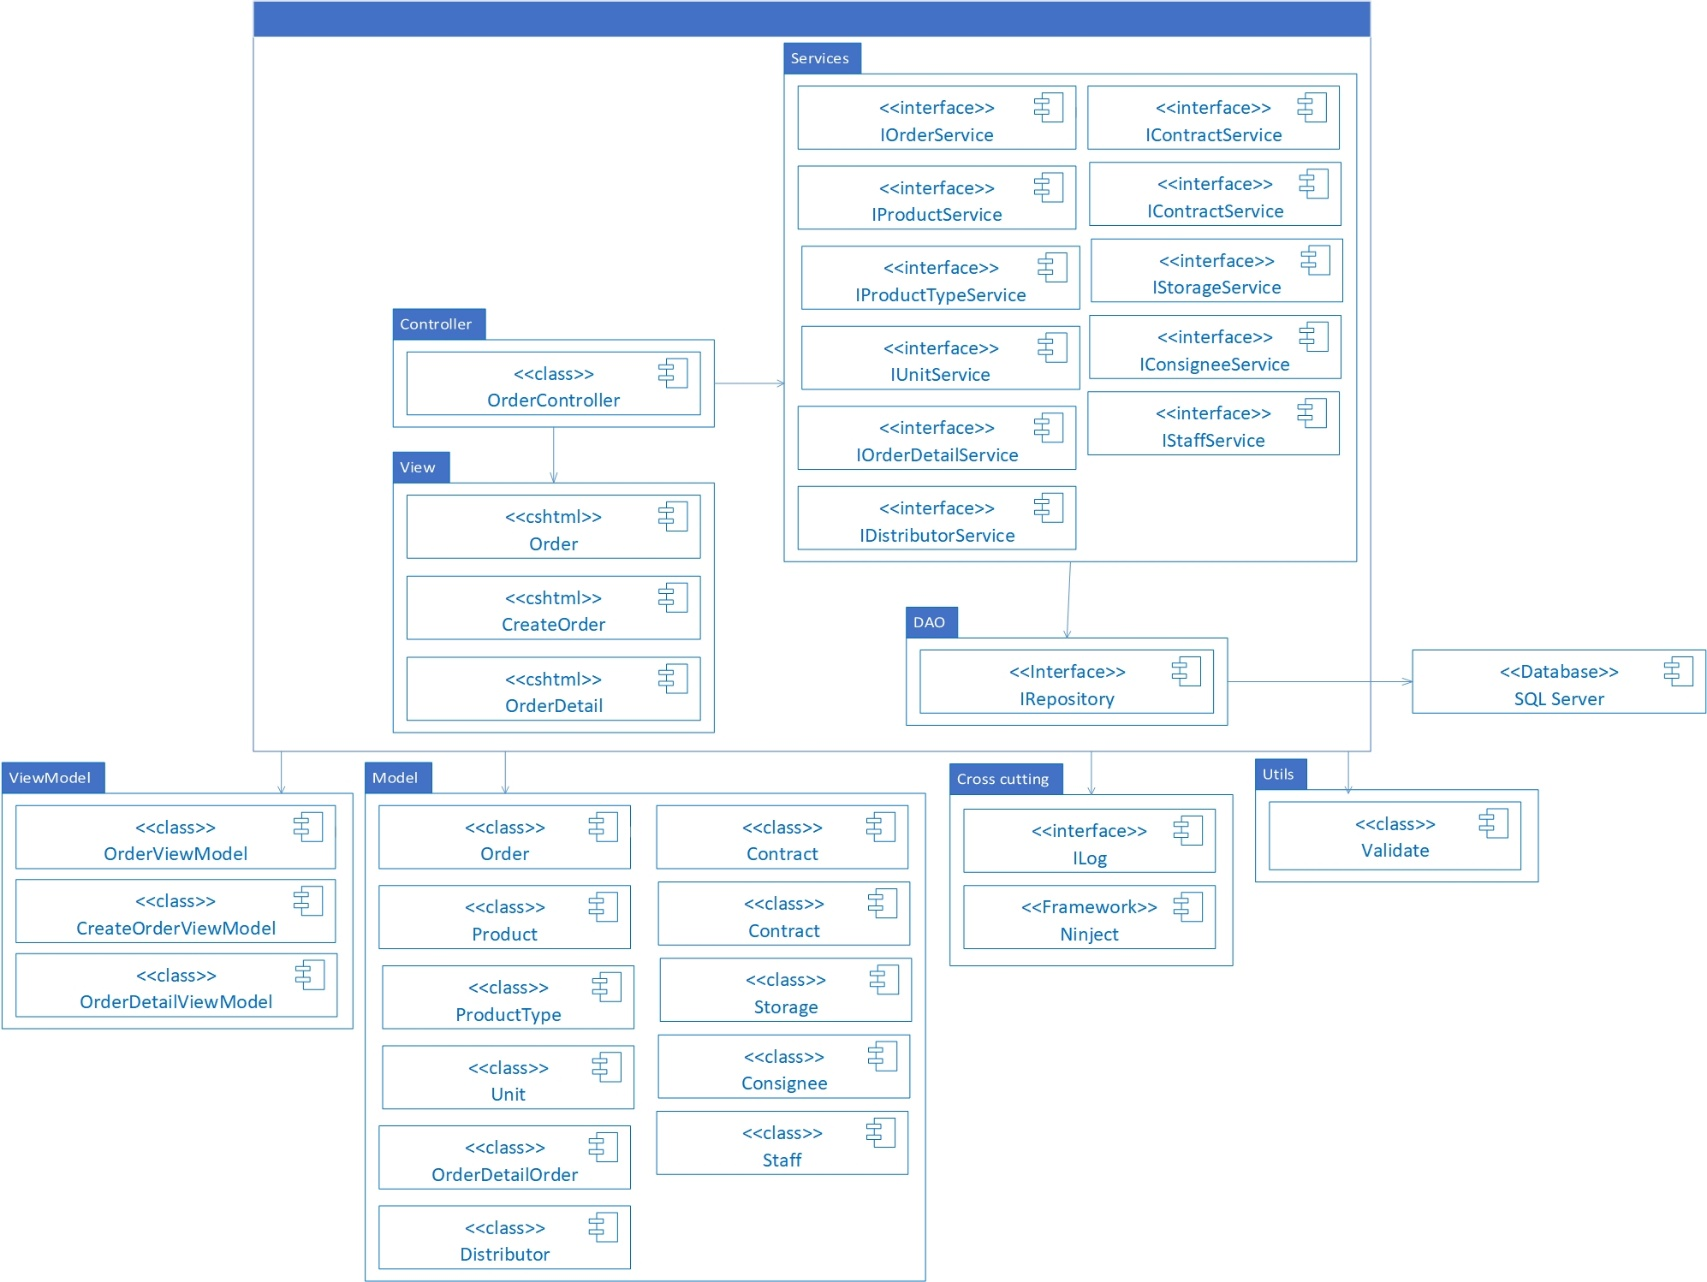 Services
<<interface>>
IOrderService
<<interface>>
IContractService
<<interface>>
IProductService
<<interface>>
IContractService
<<interface>>
IProductTypeService
<<interface>>
IStorageService
<<interface>>
IUnitService
<<interface>>
IConsigneeService
<<interface>>
IOrderDetailService
<<interface>>
IStaffService
<<interface>>
IDistributorService
Controller
<<class>>
OrderController
View
<<cshtml>>
Order
<<cshtml>>
CreateOrder
<<cshtml>>
OrderDetail
DAO
<<Interface>>
IRepository
<<Database>>
SQL Server
ViewModel
<<class>>
OrderViewModel
<<class>>
CreateOrderViewModel
<<class>>
OrderDetailViewModel
Model
<<class>>
Order
<<class>>
Contract
<<class>>
Product
<<class>>
Contract
<<class>>
ProductType
<<class>>
Storage
<<class>>
Unit
<<class>>
Consignee
<<class>>
OrderDetailOrder
<<class>>
Staff
<<class>>
Distributor
Cross cutting
<<interface>>
ILog
<<Framework>>
Ninject
Utils
<<class>>
Validate